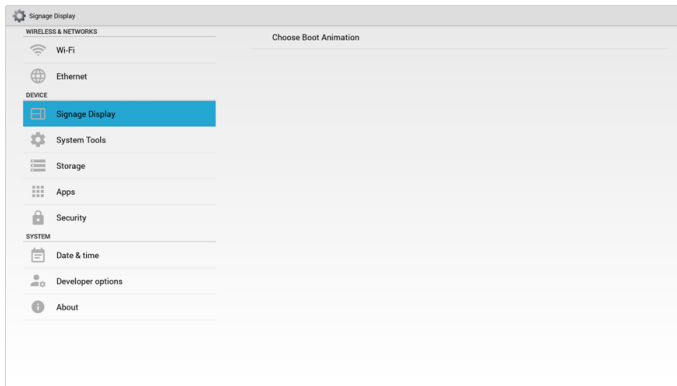 Signage Display
WIRELESS & NETWORKS
Wi-Fi
Ethernet
DEVICE
Signage Display
System Tools
Storage
Apps
Security
SYSTEM
Date & time
Developer options
About
Choose Boot Animation